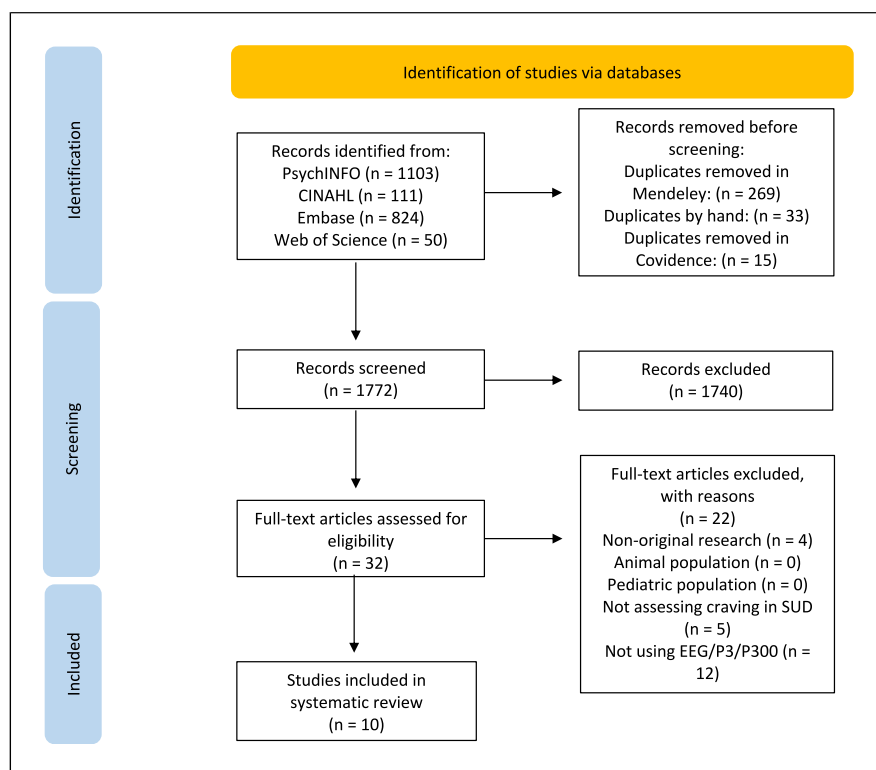 Identification of studies via databases
Identification
Records identified from:
PsychINFO (n = 1103)
CINAHL (n = 111)
Embase (n = 824)
Web of Science (n = 50)
Records removed before
screening:
Duplicates removed in
Mendeley: (n = 269)
Duplicates by hand: (n = 33)
Duplicates removed in
Covidence: (n = 15)
Screening
Records screened
(n = 1772)
Records excluded
(n = 1740)
Full-text articles assessed for
eligibility
(n = 32)
Full-text articles excluded,
with reasons
(n = 22)
Non-original research (n = 4)
Animal population (n = 0)
Pediatric population (n = 0)
Not assessing craving in SUD
(n = 5)
Not using EEG/P3/P300 (n =
12)
Included
Studies included in
systematic review
(n = 10)